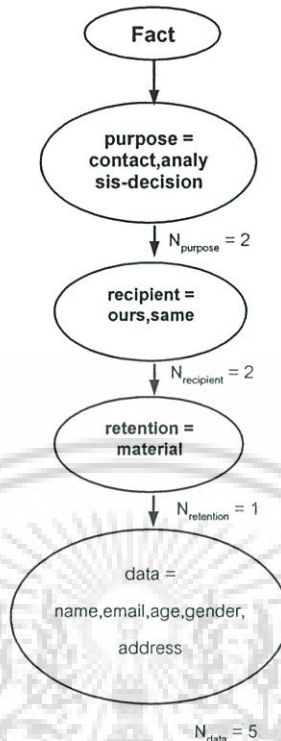 Fact
purpose =
contact,analy
sis-decision
N_purpose = 2
recipient =
ours,same
N_recipient = 2
retention =
material
N_retention = 1
data =
name,email,age,gender,
address
N_data = 5